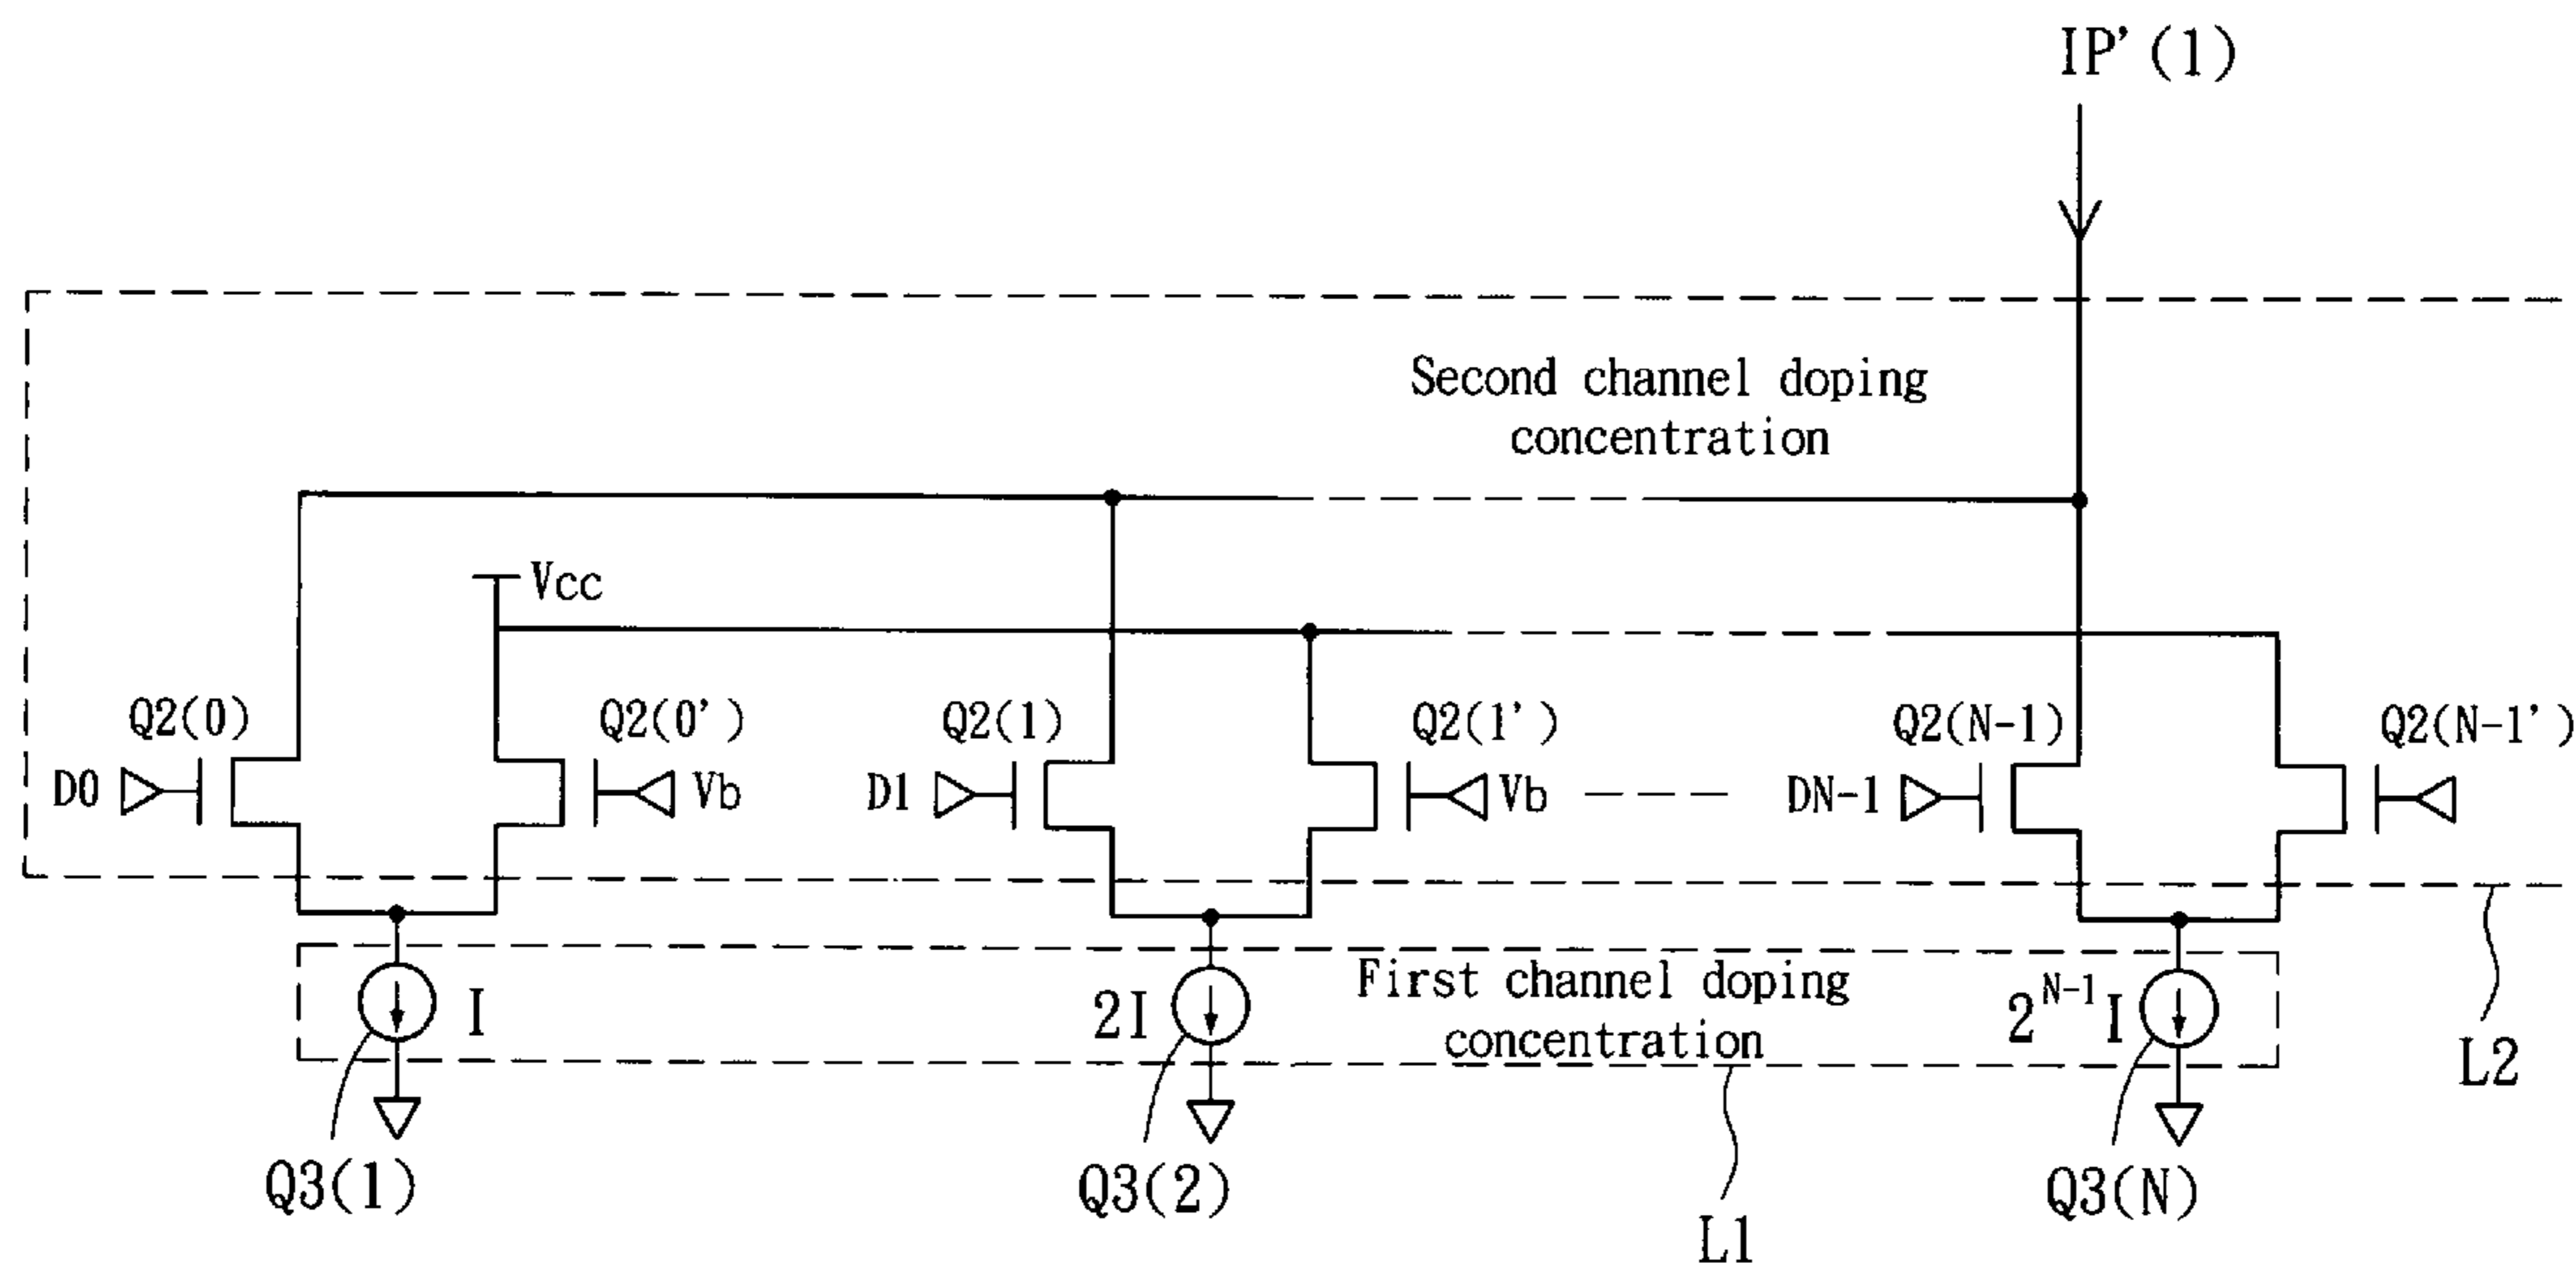 IP'(1)
Second channel doping
concentration
Vcc
Q2(0) Q2(0') Q2(1) Q2(1') Q2(N-1) Q2(N-1')
D0 Vb D1 Vb DN-1
First channel doping
concentration
I 2I 2^{N-1}I
L2
Q3(1) Q3(2) Q3(N)
L1